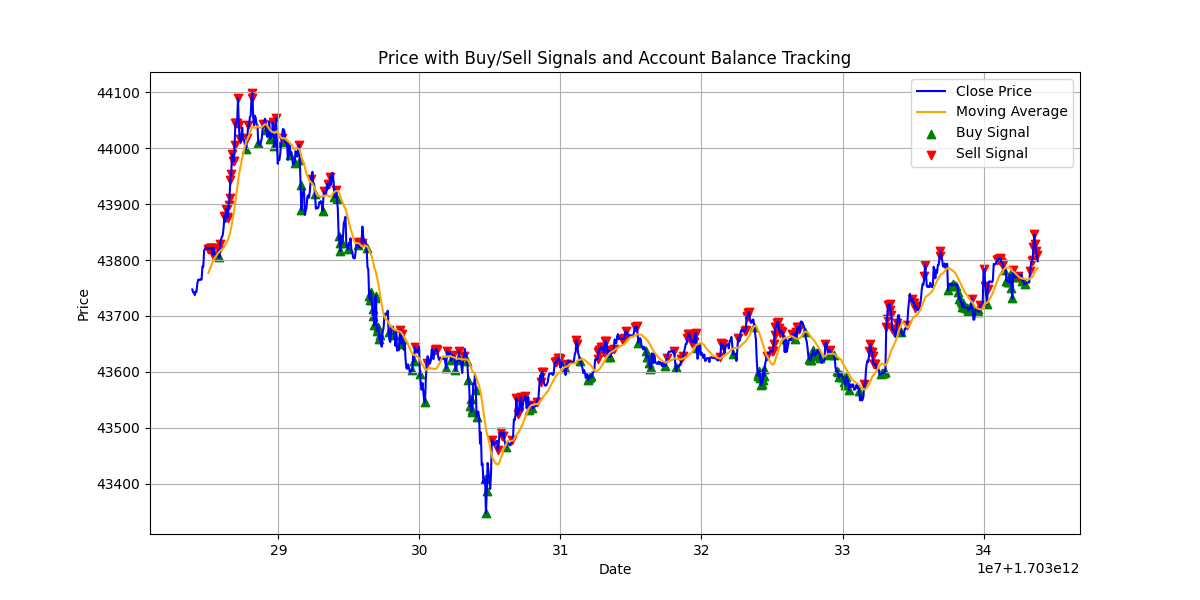 Price with Buy/Sell Signals and Account Balance Tracking
Close Price
Moving Average
Buy Signal
Sell Signal
44100
44000
43900
43800
43700
43600
43500
43400
Price
29 30 31 32 33 34
Date
1e7+1.703e12